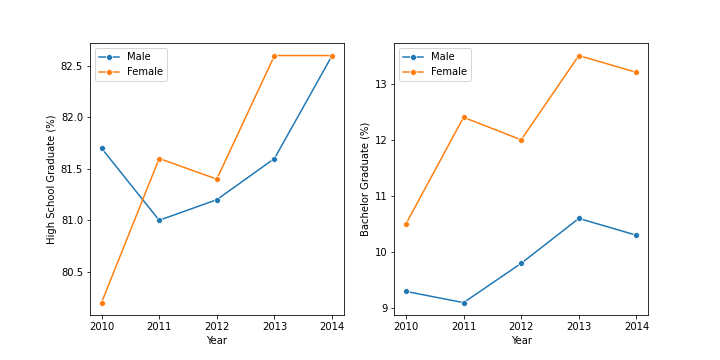 Male
Female
82.5
82.0
81.5
81.0
80.5
High School Graduate (%)
2010 2011 2012 2013 2014
Year
Male
Female
13
12
11
10
9
Bachelor Graduate (%)
2010 2011 2012 2013 2014
Year